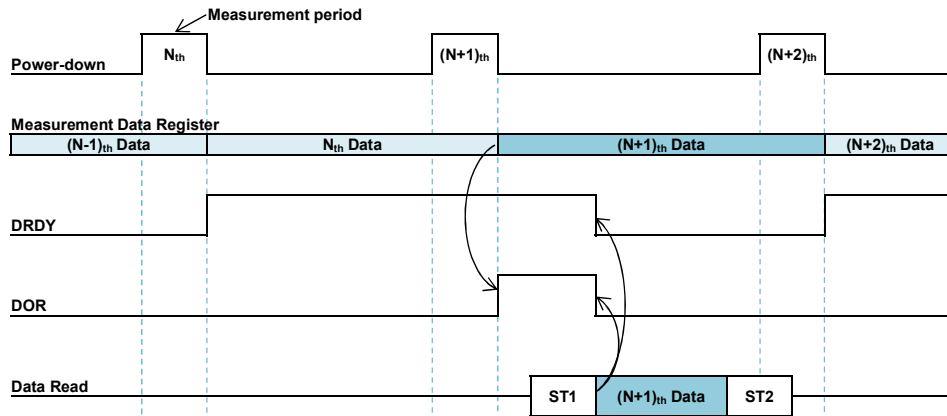 Measurement period
Power-down
Nth
(N+1)th
(N+2)th
Measurement Data Register
(N-1)th Data
Nth Data
(N+1)th Data
(N+2)th Data
DRDY
DOR
Data Read
ST1
(N+1)th Data
ST2